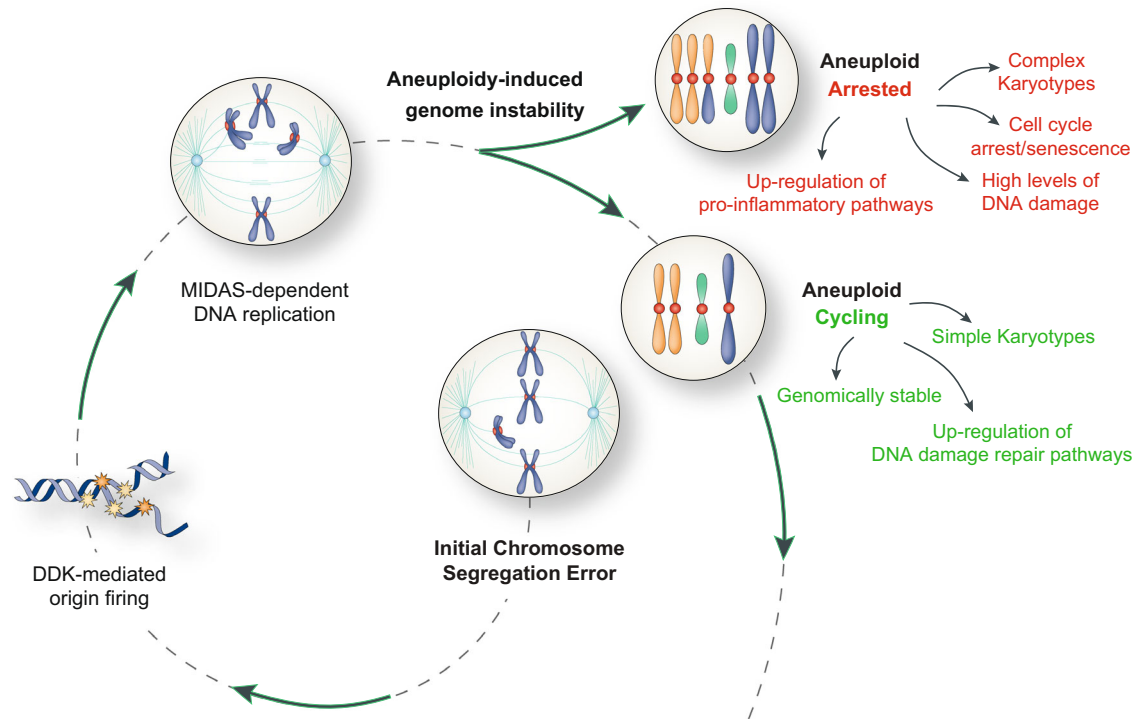 Aneuploidy-induced
genome instability
Aneuploid
Arrested
Complex
Karyotypes
Cell cycle
arrest/senescence
High levels of
DNA damage
Up-regulation of
pro-inflammatory pathways
MIDAS-dependent
DNA replication
Aneuploid
Cycling
Simple Karyotypes
Genomically stable
Up-regulation of
DNA damage repair pathways
Initial Chromosome
Segregation Error
DDK-mediated
origin firing